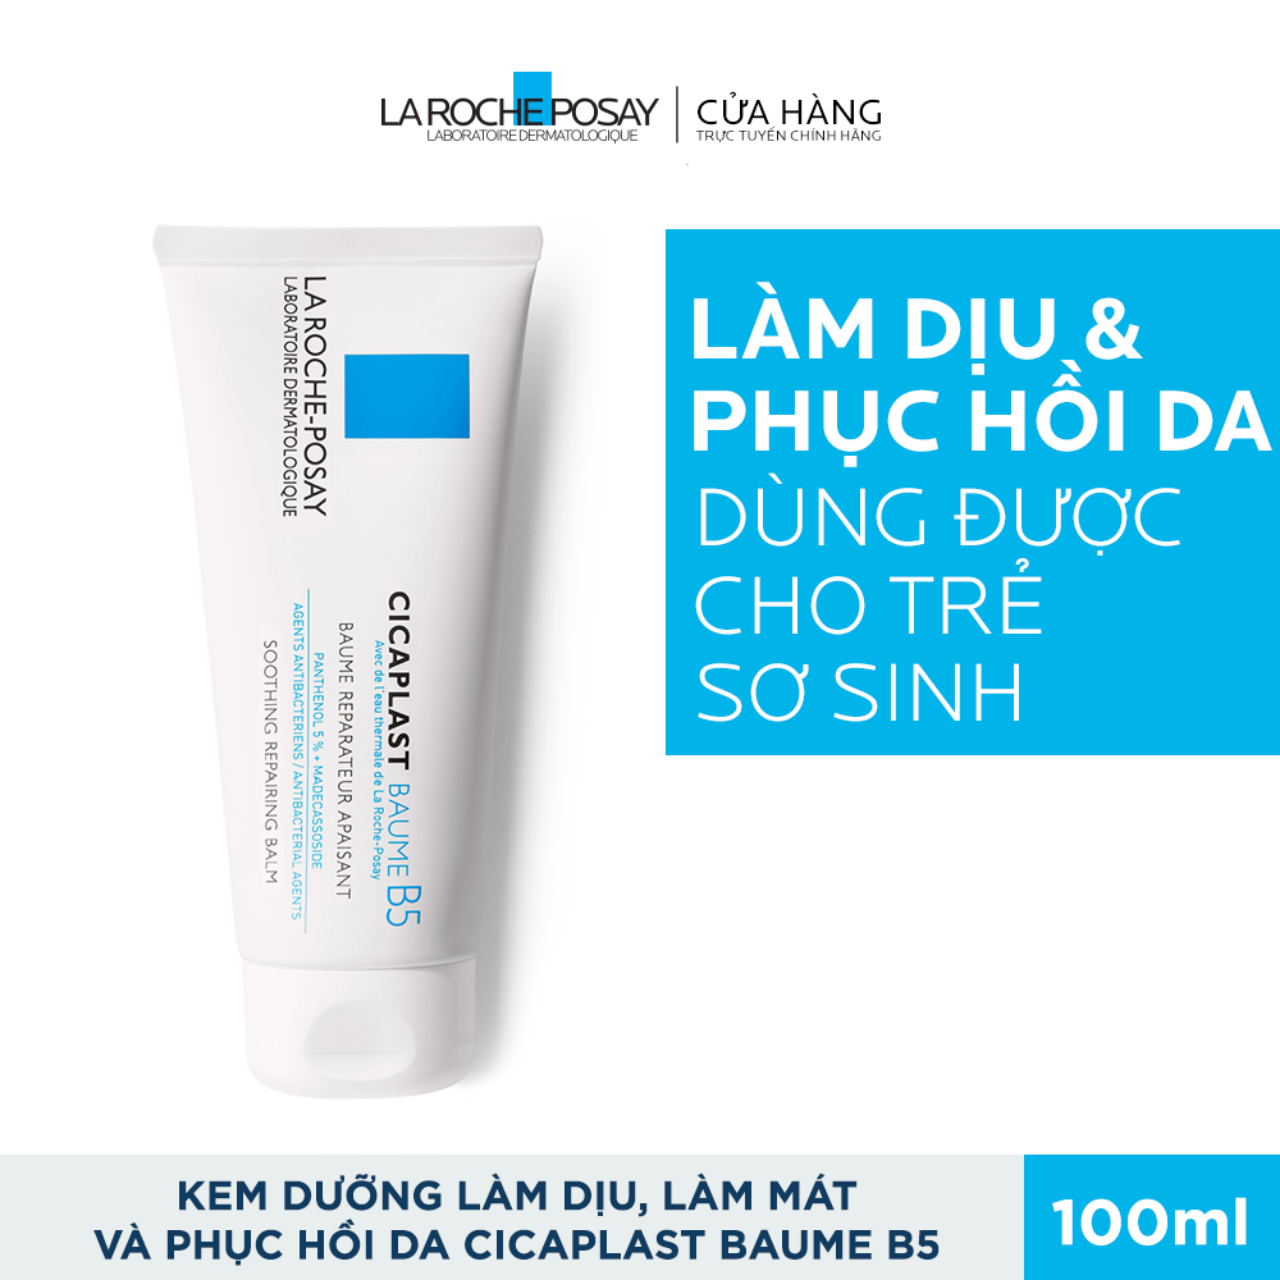 LA ROCHE POSAY
LABORATOIRE DERMATOLOGIQUE
CỬA HÀNG
TRỰC TUYẾN CHÍNH HÃNG
LA ROCHE-POSAY
LABORATOIRE DERMATOLOGIQUE
CICAPLAST BAUME B5
Avec de l'eau thermale de La Roche-Posay
BAUME REPARATEUR APAISANT
PANTHENOL 5 % + MADECASSOSIDE
AGENTS ANTIBACTERIENS / ANTIBACTERIAL AGENTS
SOOTHING REPAIRING BALM
LÀM DỊU &
PHỤC HỒI DA
DÙNG ĐƯỢC
CHO TRẺ
SƠ SINH
KEM DƯỠNG LÀM DỊU, LÀM MÁT
VÀ PHỤC HỒI DA CICAPLAST BAUME B5
100ml